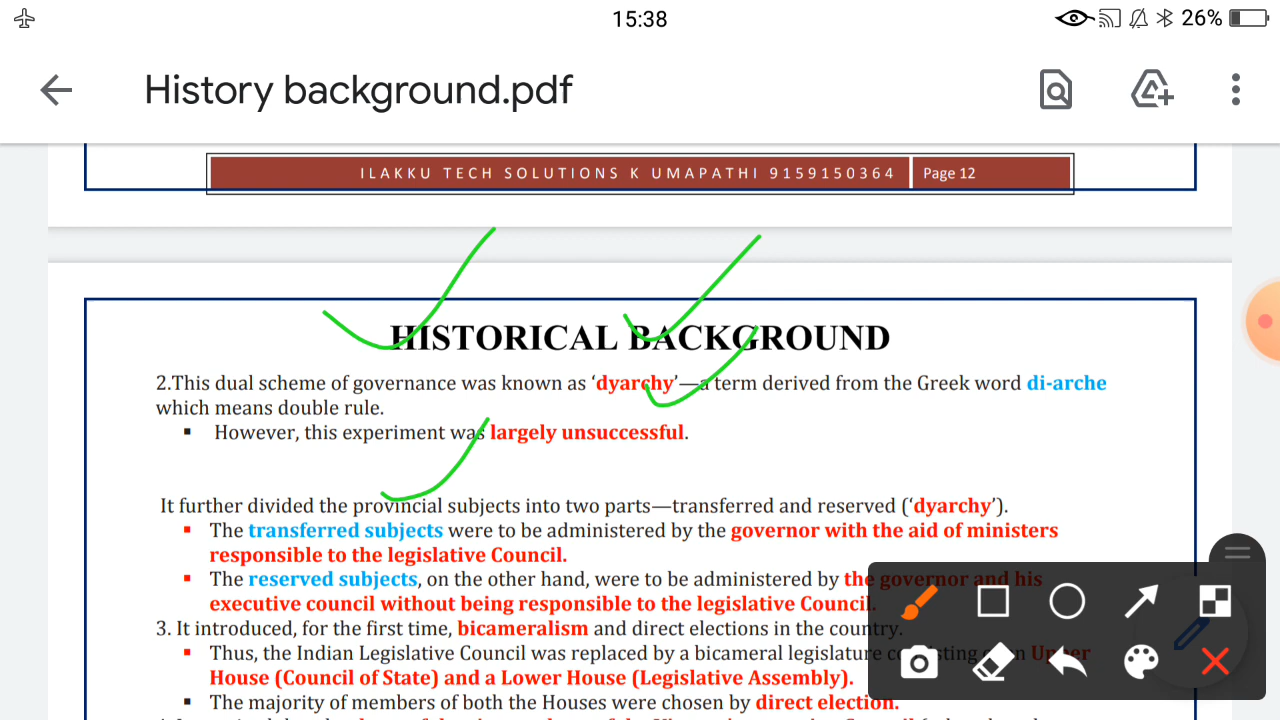 15:38
26%
History background.pdf
ILAKKU TECH SOLUTIONS K UMAPATHI 9159150364 Page 12
HISTORICAL BACKGROUND
2.This dual scheme of governance was known as ‘dyarchy’—a term derived from the Greek word di-arche
which means double rule.
▪ However, this experiment was largely unsuccessful.
It further divided the provincial subjects into two parts—transferred and reserved (‘dyarchy’).
▪ The transferred subjects were to be administered by the governor with the aid of ministers
responsible to the legislative Council.
▪ The reserved subjects, on the other hand, were to be administered by the governor and his
executive council without being responsible to the legislative Council.
3. It introduced, for the first time, bicameralism and direct elections in the country.
▪ Thus, the Indian Legislative Council was replaced by a bicameral legislature consisting of an Upper
House (Council of State) and a Lower House (Legislative Assembly).
▪ The majority of members of both the Houses were chosen by direct election.